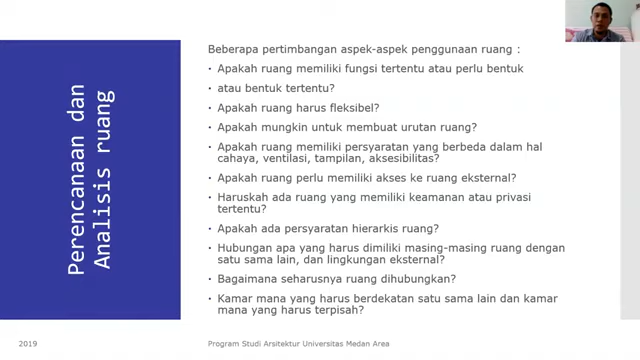 Perencanaan dan
Analisis ruang
Beberapa pertimbangan aspek-aspek penggunaan ruang :
• Apakah ruang memiliki fungsi tertentu atau perlu bentuk
• atau bentuk tertentu?
• Apakah ruang harus fleksibel?
• Apakah mungkin untuk membuat urutan ruang?
• Apakah ruang memiliki persyaratan yang berbeda dalam hal
cahaya, ventilasi, tampilan, aksesibilitas?
• Apakah ruang perlu memiliki akses ke ruang eksternal?
• Haruskah ada ruang yang memiliki keamanan atau privasi
tertentu?
• Apakah ada persyaratan hierarkis ruang?
• Hubungan apa yang harus dimiliki masing-masing ruang dengan
satu sama lain, dan lingkungan eksternal?
• Bagaimana seharusnya ruang dihubungkan?
• Kamar mana yang harus berdekatan satu sama lain dan kamar
mana yang harus terpisah?
2019
Program Studi Arsitektur Universitas Medan Area